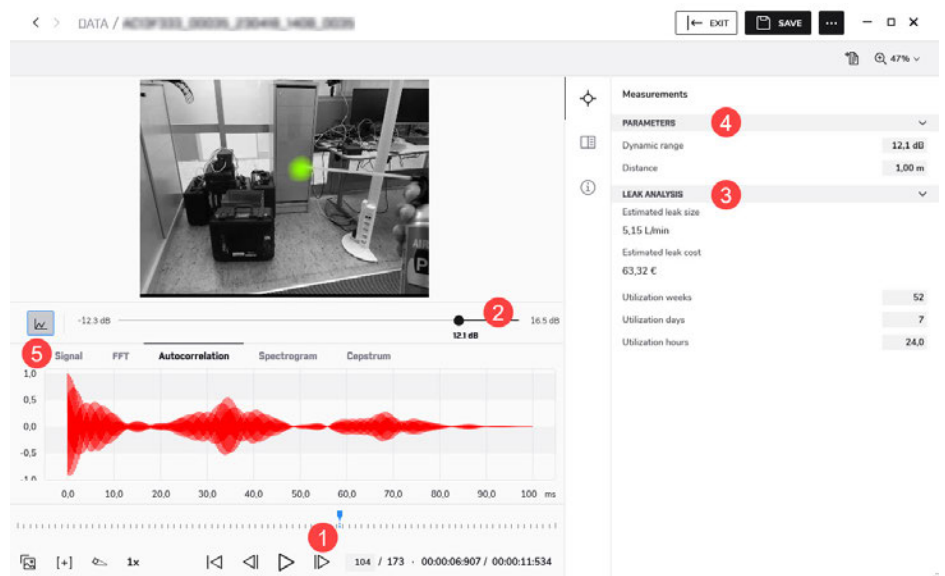 DATA /
EXIT
SAVE
47%
Measurements
PARAMETERS 4
Dynamic range 12,1 dB
Distance 1,00 m
LEAK ANALYSIS 3
Estimated leak size
5,15 L/min
Estimated leak cost
63,32 €
Utilization weeks 52
Utilization days 7
Utilization hours 24,0
-12.3 dB 2 16.5 dB
12.1 dB
5 Signal FFT Autocorrelation Spectrogram Cepstrum
1,0
0,5
0,0
-0,5
-1,0
0,0 10,0 20,0 30,0 40,0 50,0 60,0 70,0 80,0 90,0 100 ms
1
[+] 1x 104 / 173 · 00:00:06:907 / 00:00:11:534